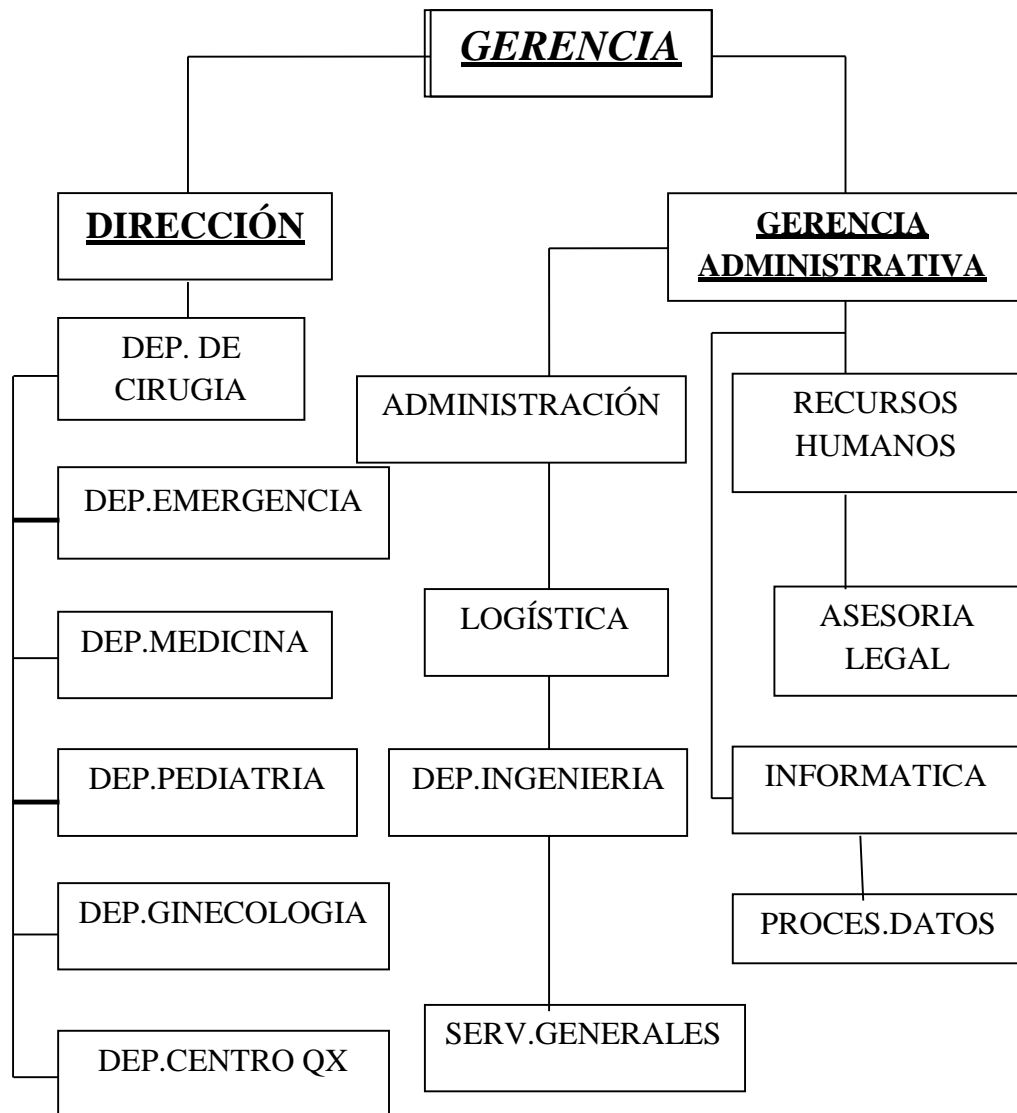 GERENCIA
DIRECCIÓN
GERENCIA
ADMINISTRATIVA
DEP. DE
CIRUGIA
ADMINISTRACIÓN
RECURSOS
HUMANOS
DEP.EMERGENCIA
LOGÍSTICA
ASESORIA
LEGAL
DEP.MEDICINA
DEP.PEDIATRIA
DEP.INGENIERIA
INFORMATICA
DEP.GINECOLOGIA
PROCES.DATOS
SERV.GENERALES
DEP.CENTRO QX